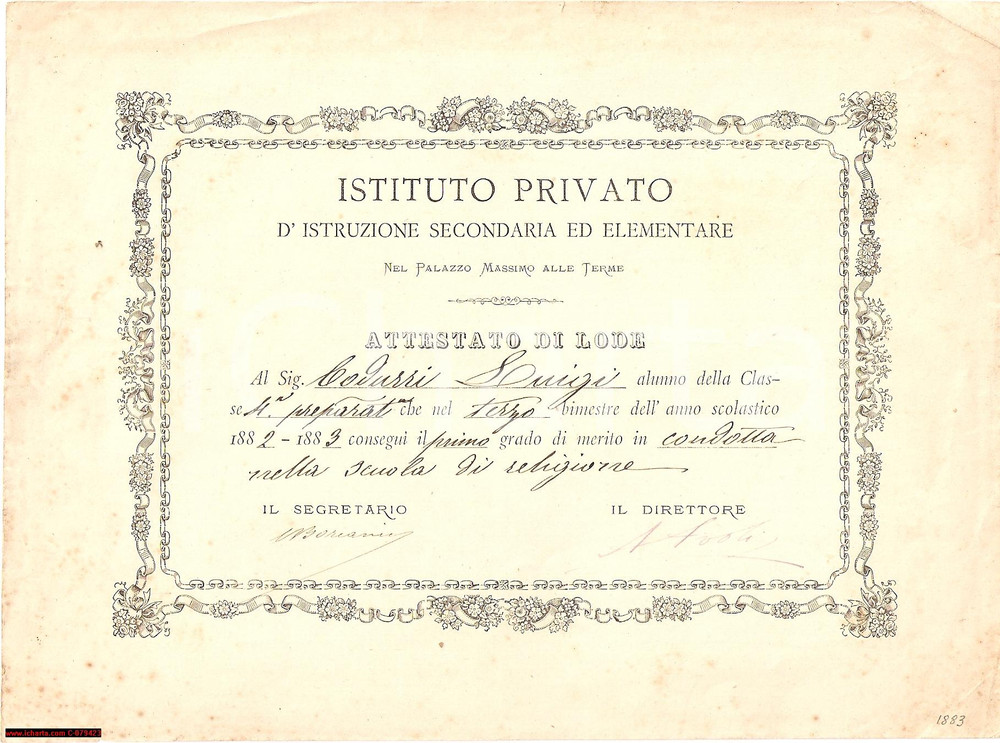 ISTITUTO PRIVATO
D' ISTRUZIONE SECONDARIA ED ELEMENTARE
NEL PALAZZO MASSIMO ALLE TERME
ATTESTATO DI LODE
Al Sig. Luigi alunno della Clas-
se preparat.a che nel terzo bimestre dell' anno scolastico
1882 - 1883 conseguì il primo grado di merito in condotta
nella scuola di religione
IL SEGRETARIO IL DIRETTORE
1883
www.icharta.com C-079423